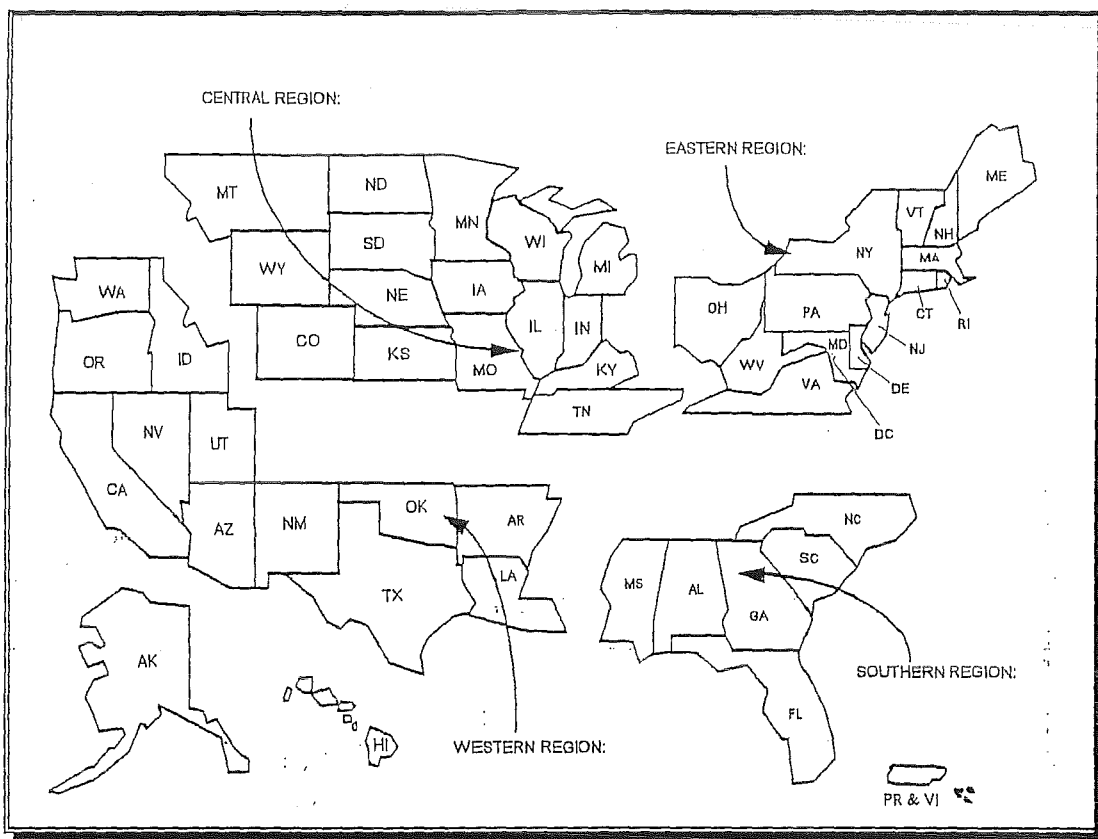 CENTRAL REGION:
EASTERN REGION:
ME
MT
ND
VT
MN
NH
SD
WI
NY
MA
WY
MI
WA
NE
IA
OH
PA
CT
RI
CO
IL
IN
MD
NJ
OR
ID
KS
MO
KY
WV
VA
DE
TN
DC
NV
UT
CA
OK
AR
NC
AZ
NM
SC
LA
MS
AL
TX
GA
AK
SOUTHERN REGION:
FL
HI
WESTERN REGION:
PR & VI